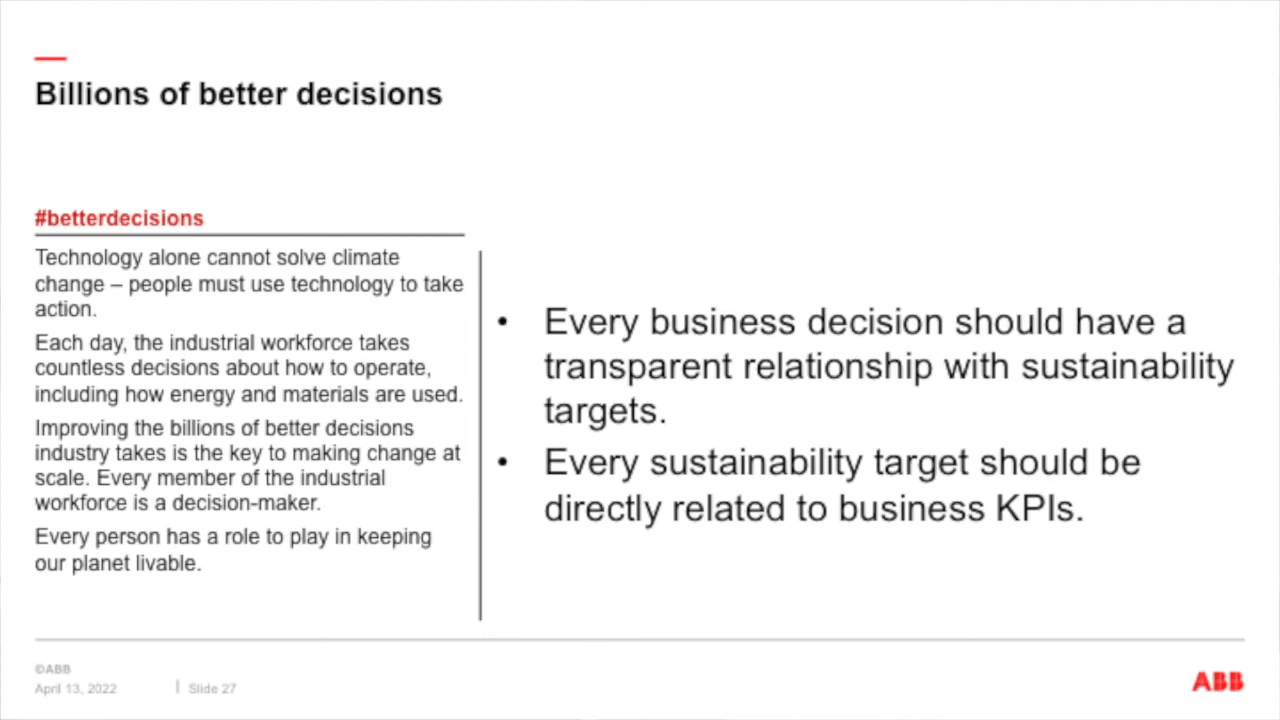 Billions of better decisions
#betterdecisions
Technology alone cannot solve climate
change – people must use technology to take
action.
Each day, the industrial workforce takes
countless decisions about how to operate,
including how energy and materials are used.
Improving the billions of better decisions
industry takes is the key to making change at
scale. Every member of the industrial
workforce is a decision-maker.
Every person has a role to play in keeping
our planet livable.
• Every business decision should have a
transparent relationship with sustainability
targets.
• Every sustainability target should be
directly related to business KPIs.
©ABB
April 13, 2022 | Slide 27
ABB